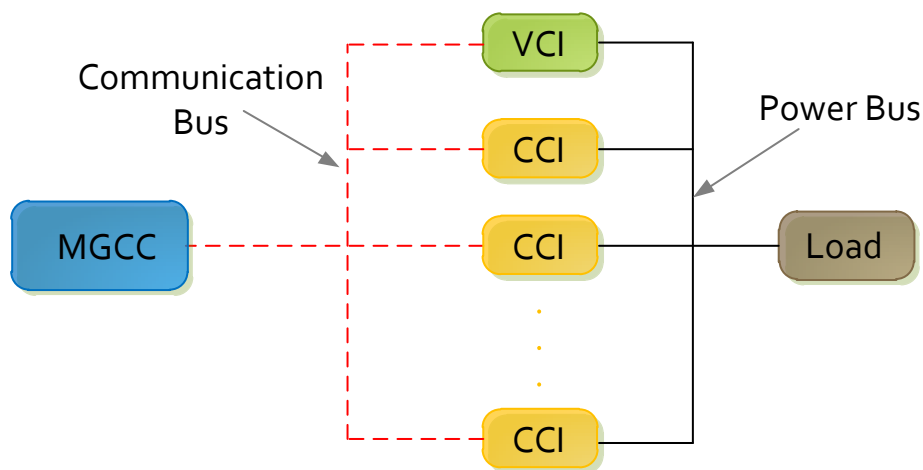 VCI
Communication
Bus
Power Bus
CCI
MGCC
CCI
Load
CCI